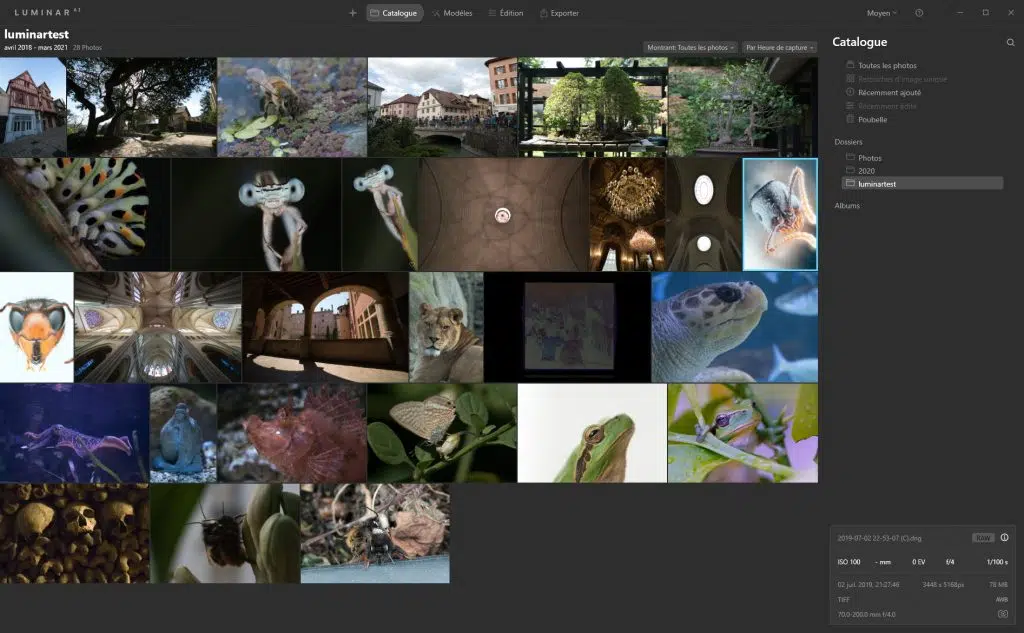 LUMINAR AI
Catalogue Modèles Édition Exporter Moyen
luminartest
avril 2018 - mars 2021 28 Photos
Montrant: Toutes les photos Par Heure de capture
Catalogue
Toutes les photos
Retouches d'image unique
Récemment ajouté
Récemment édité
Poubelle
Dossiers
Photos
2020
luminartest
Albums
2019-07-02 22-53-07 (C).dng RAW
ISO 100 - mm 0 EV f/4 1/100 s
02 juil. 2019, 21:07:46 3448 x 5168px 78 MB
TIFF AWB
70.0-200.0 mm f/4.0